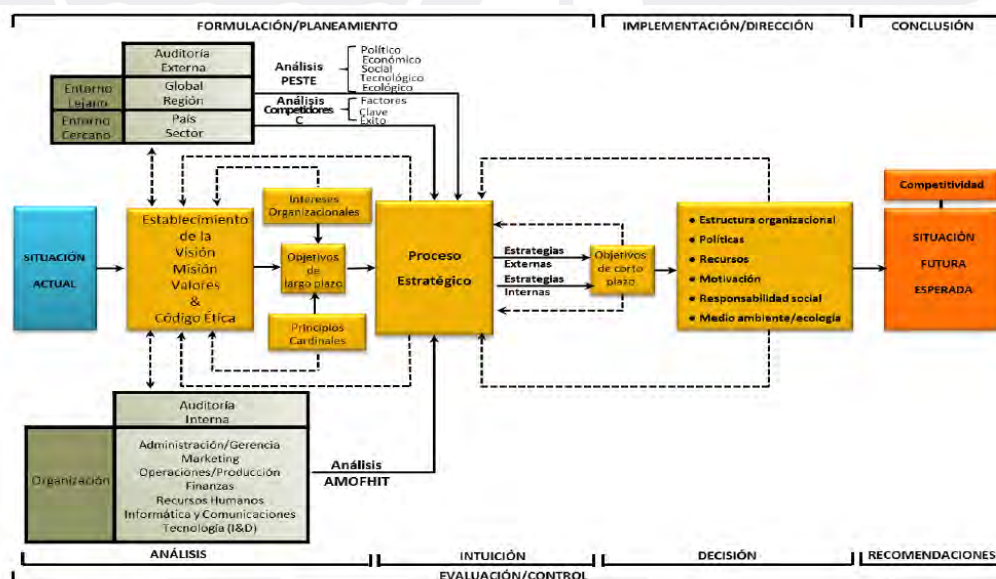 FORMULACIÓN/PLANEAMIENTO
IMPLEMENTACIÓN/DIRECCIÓN
CONCLUSIÓN
Auditoría
Externa
Entorno
Lejano
Global
Región
Entorno
Cercano
País
Sector
Análisis
PESTE
Político
Económico
Social
Tecnológico
Ecológico
Análisis
Competidores
C
Factores
Clave
Éxito
SITUACIÓN
ACTUAL
Establecimiento
de la
Visión
Misión
Valores
&
Código Ética
Intereses
Organizacionales
Objetivos
de
largo plazo
Principios
Cardinales
Proceso
Estratégico
Estrategias
Externas
Estrategias
Internas
Objetivos
de corto
plazo
• Estructura organizacional
• Políticas
• Recursos
• Motivación
• Responsabilidad social
• Medio ambiente/ecología
Competitividad
SITUACIÓN
FUTURA
ESPERADA
Auditoría
Interna
Organización
Administración/Gerencia
Marketing
Operaciones/Producción
Finanzas
Recursos Humanos
Informática y Comunicaciones
Tecnología (I&D)
Análisis
AMOFHIT
ANÁLISIS
INTUICIÓN
DECISIÓN
RECOMENDACIONES
EVALUACIÓN/CONTROL